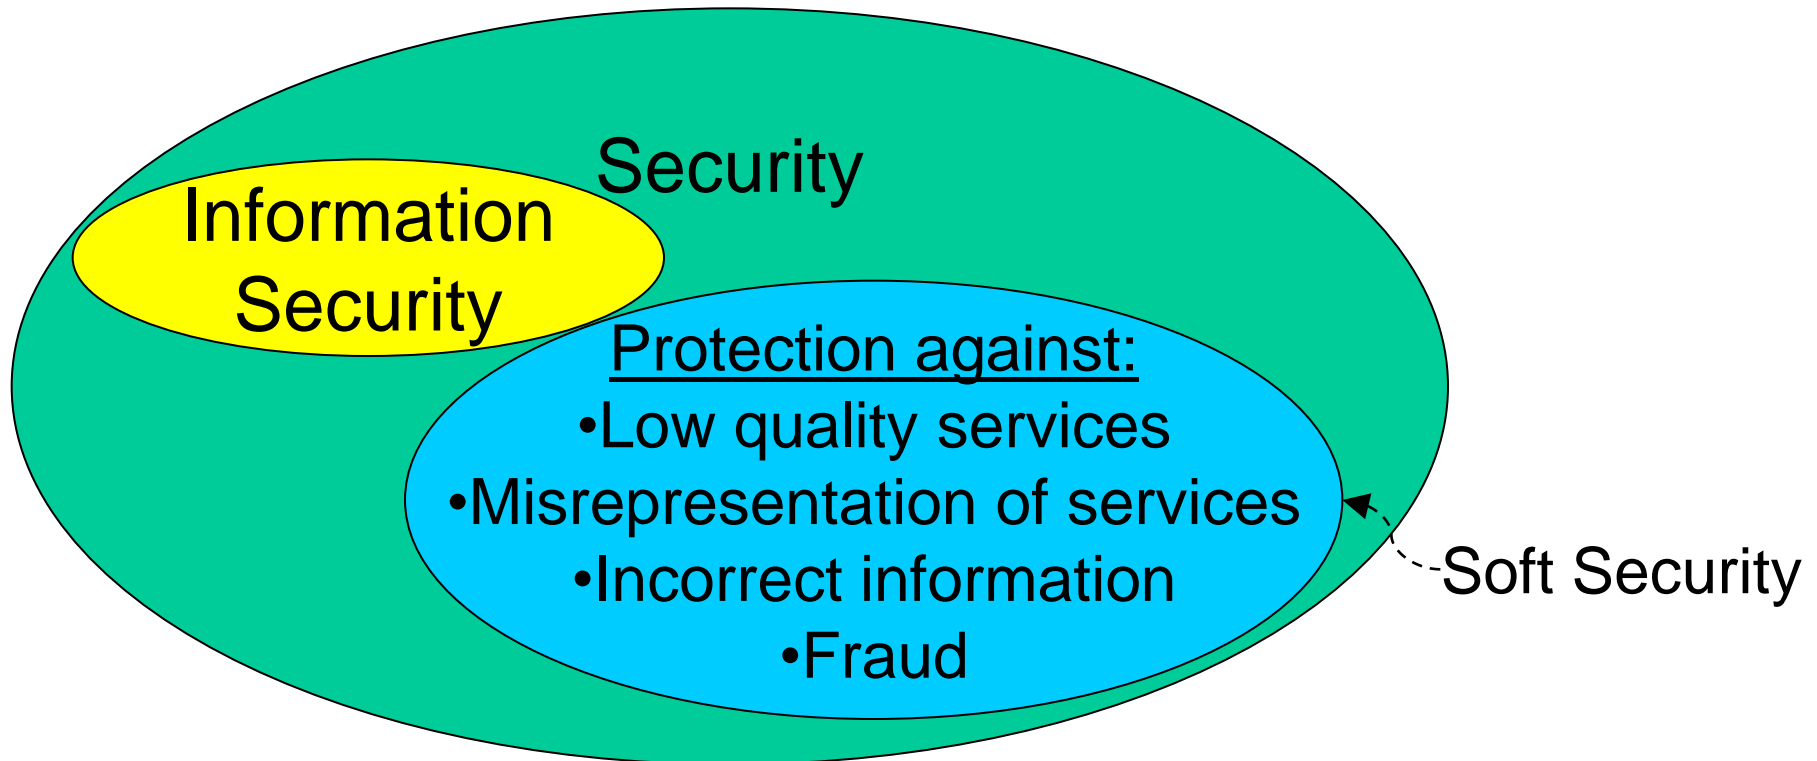 Security
Information
Security
Protection against:
•Low quality services
•Misrepresentation of services
•Incorrect information
•Fraud
Soft Security